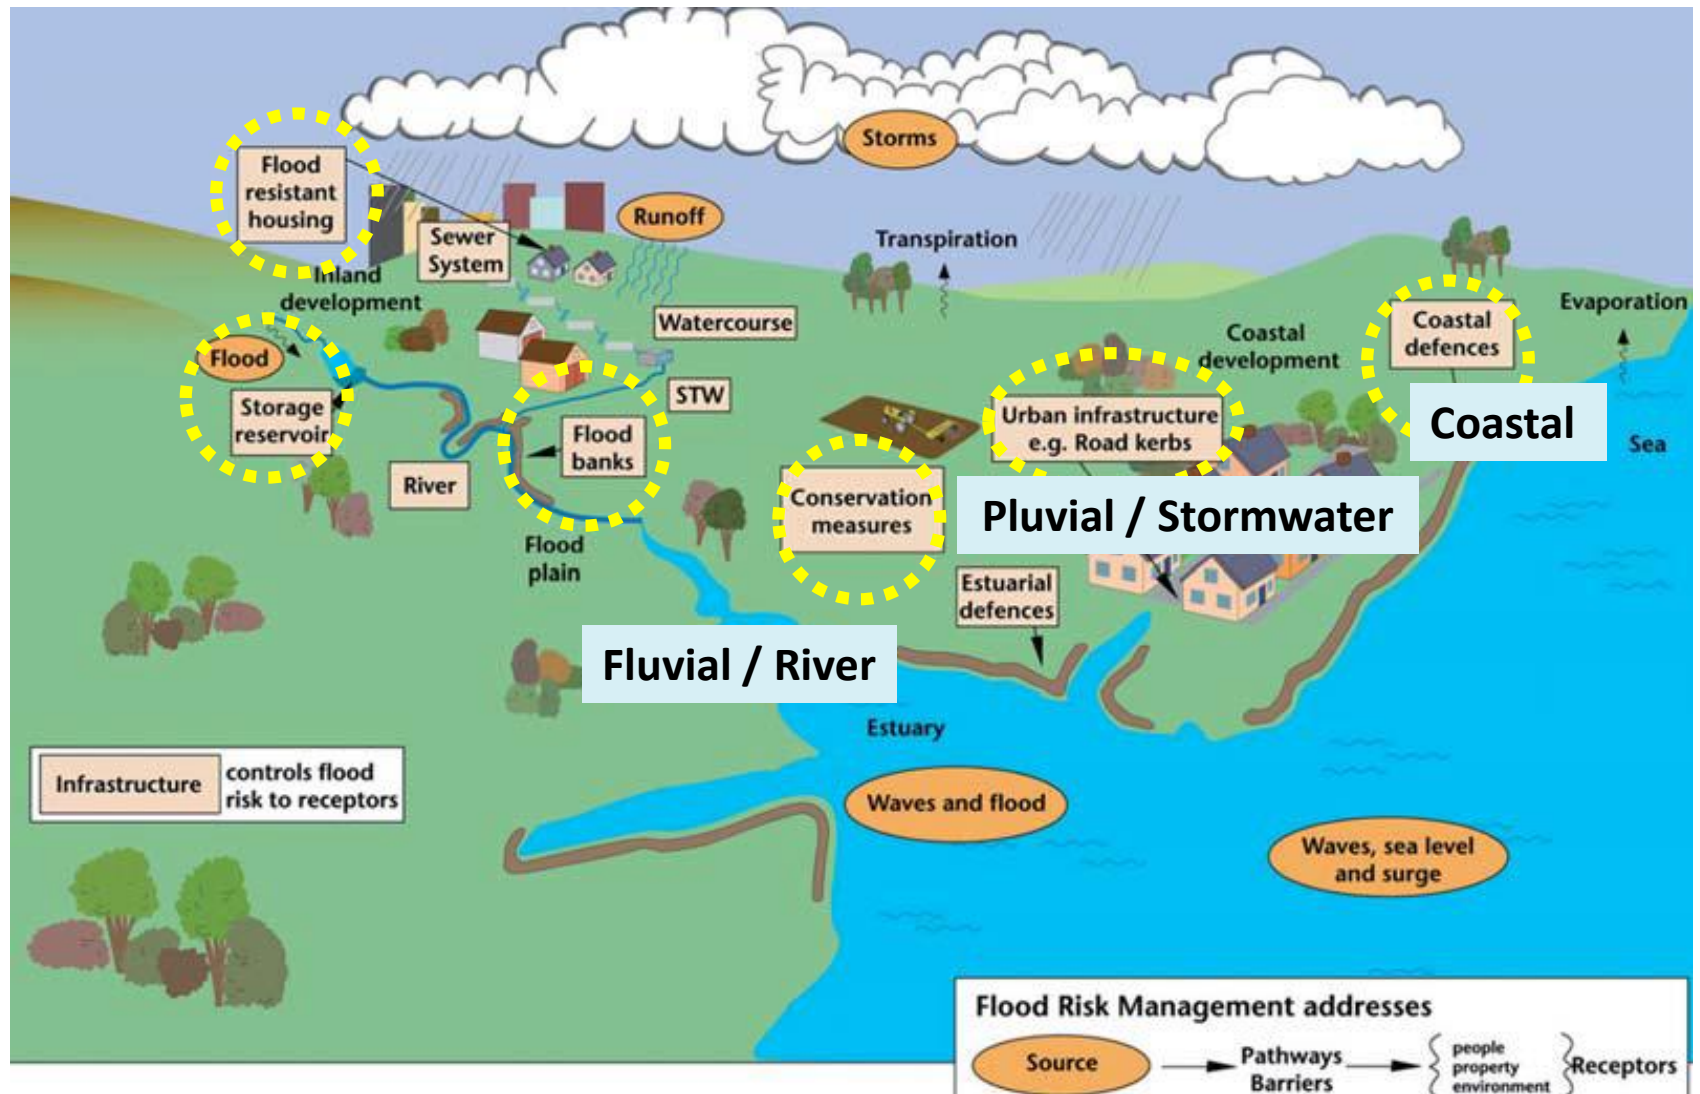 Storms
Flood
resistant
housing
Runoff
Sewer
System
Transpiration
Inland
development
Evaporation
Watercourse
Coastal
defences
Coastal
development
Flood
Storage
reservoir
STW
Urban infrastructure
e.g. Road kerbs
Coastal
Sea
Flood
banks
River
Conservation
measures
Pluvial / Stormwater
Flood
plain
Estuarial
defences
Fluvial / River
Estuary
Infrastructure
controls flood
risk to receptors
Waves and flood
Waves, sea level
and surge
Flood Risk Management addresses
Source
Pathways
Barriers
people
property
environment
Receptors